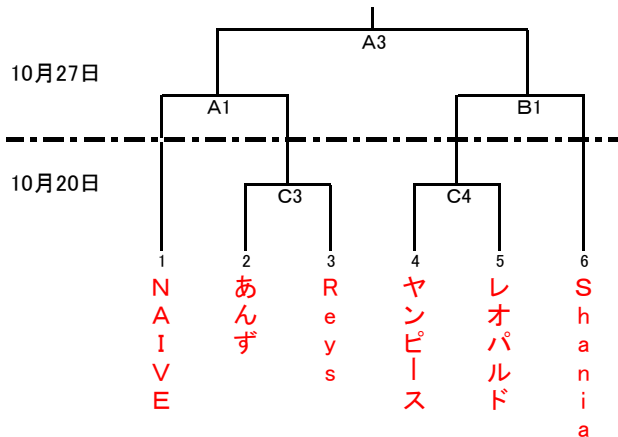 A3
10月27日
A1
B1
10月20日
C3
C4
1
2
3
4
5
6
NAIVE
あんず
Reys
ヤンピース
レオパルド
Shania